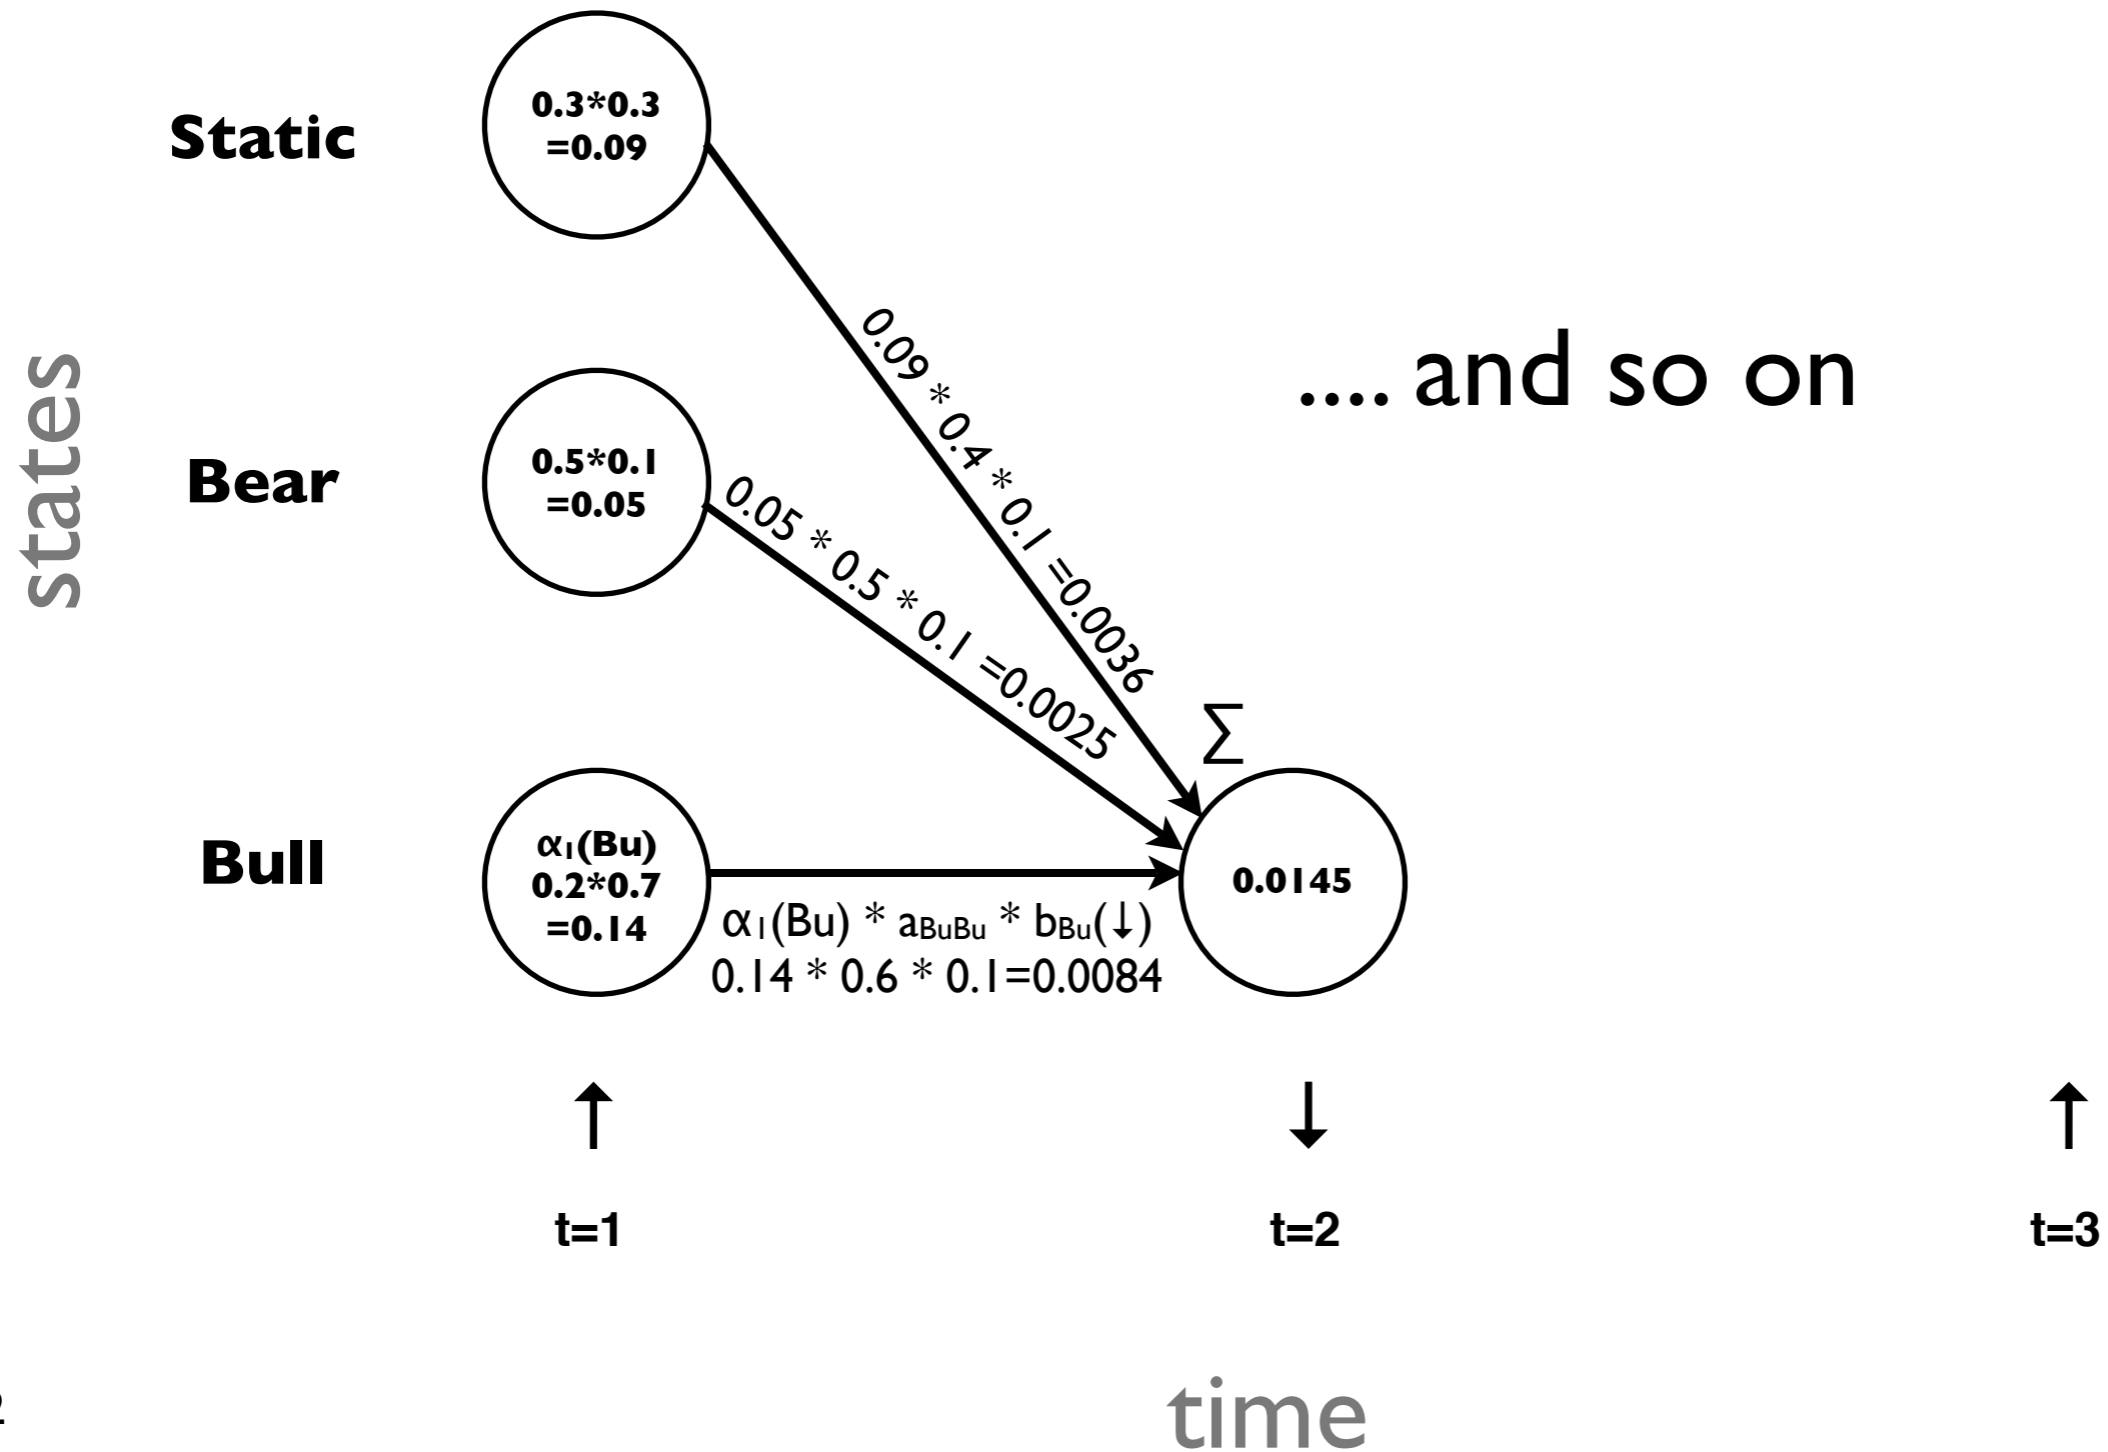 states
Static
0.3*0.3
=0.09
0.09 * 0.4 * 0.1 =0.0036
.... and so on
Bear
0.5*0.1
=0.05
0.05 * 0.5 * 0.1 =0.0025
∑
Bull
α₁(Bu)
0.2*0.7
=0.14
α₁(Bu) * aBuBu * bBu(↓)
0.14 * 0.6 * 0.1=0.0084
0.0145
↑ ↓ ↑
t=1 t=2 t=3
time